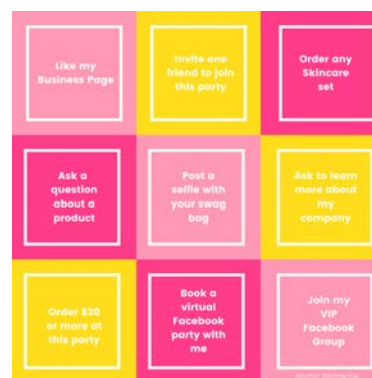 Like my
Business Page
Invite one
friend to join
this party
Order any
Skincare
set
Ask a
question
about a
product
Post a
selfie with
your swag
bag
Ask to learn
more about
my
company
Order $30
or more at
this party
Book a
virtual
Facebook
party with
me
Join my
VIP
Facebook
Group